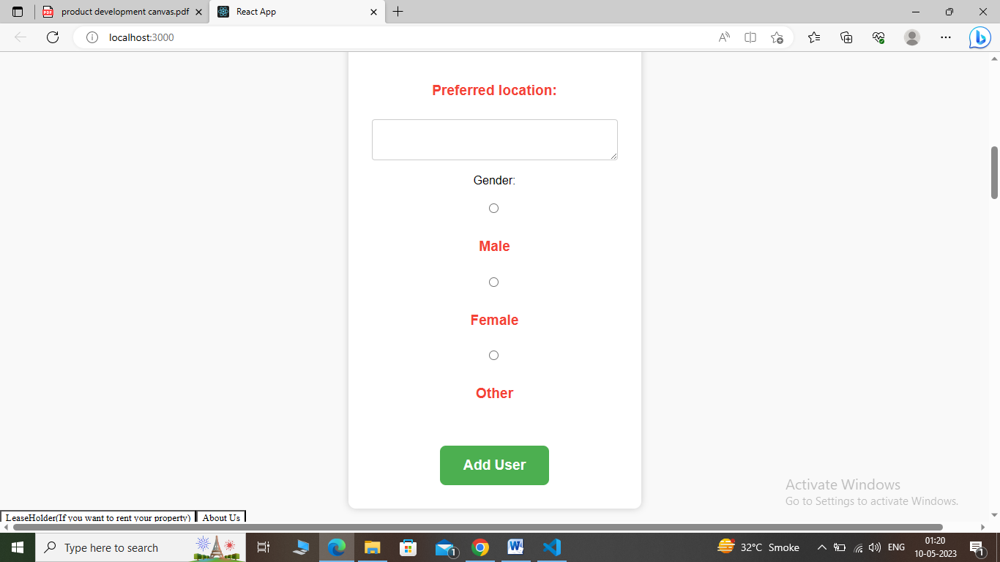 product development canvas.pdf
React App
localhost:3000
Preferred location:
Gender:
Male
Female
Other
Add User
Activate Windows
Go to Settings to activate Windows.
LeaseHolder(If you want to rent your property) About Us
Type here to search
1
32°C Smoke
ENG
01:20
10-05-2023
1